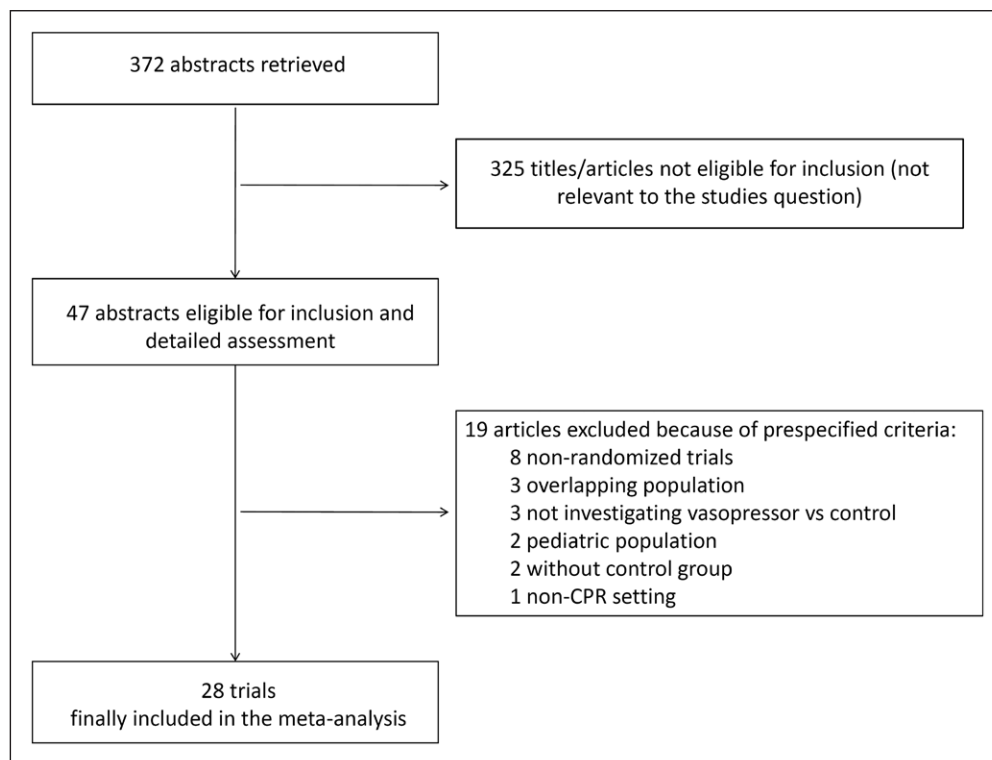 372 abstracts retrieved
325 titles/articles not eligible for inclusion (not
relevant to the studies question)
47 abstracts eligible for inclusion and
detailed assessment
19 articles excluded because of prespecified criteria:
8 non-randomized trials
3 overlapping population
3 not investigating vasopressor vs control
2 pediatric population
2 without control group
1 non-CPR setting
28 trials
finally included in the meta-analysis